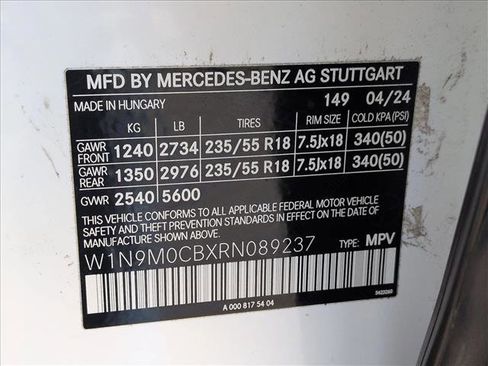 MFD BY MERCEDES-BENZ AG STUTTGART
MADE IN HUNGARY 149 04/24
KG LB TIRES RIM SIZE COLD KPA(PSI)
GAWR FRONT 1240 2734 235/55 R18 7.5Jx18 340(50)
GAWR REAR 1350 2976 235/55 R18 7.5Jx18 340(50)
GVWR 2540 5600
THIS VEHICLE CONFORMS TO ALL APPLICABLE FEDERAL MOTOR VEHICLE
SAFETY AND THEFT PREVENTION STANDARDS IN EFFECT ON THE DATE OF
MANUFACTURE SHOWN ABOVE.
W1N9M0CBXRN089237 TYPE: MPV
A 000 817 54 04